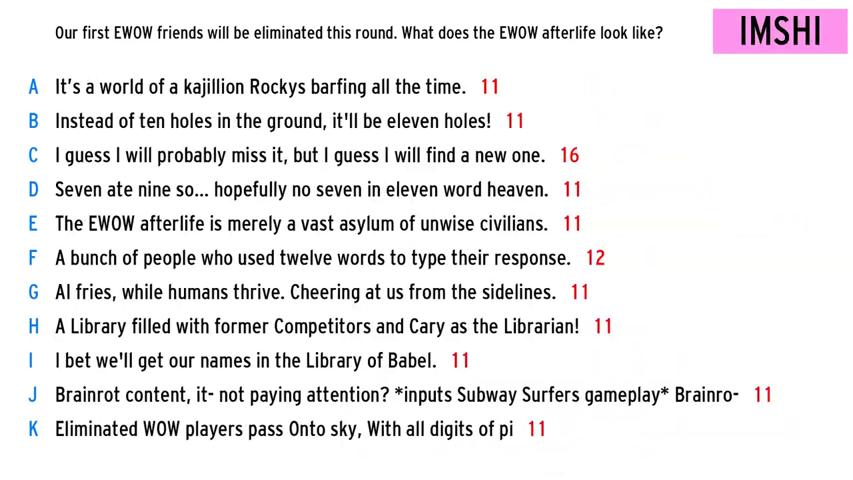 Our first EWOW friends will be eliminated this round. What does the EWOW afterlife look like?
IMSHI
A It's a world of a kajillion Rockys barfing all the time. 11
B Instead of ten holes in the ground, it'll be eleven holes! 11
C I guess I will probably miss it, but I guess I will find a new one. 16
D Seven ate nine so... hopefully no seven in eleven word heaven. 11
E The EWOW afterlife is merely a vast asylum of unwise civilians. 11
F A bunch of people who used twelve words to type their response. 12
G AI fries, while humans thrive. Cheering at us from the sidelines. 11
H A Library filled with former Competitors and Cary as the Librarian! 11
I I bet we'll get our names in the Library of Babel. 11
J Brainrot content, it- not paying attention? *inputs Subway Surfers gameplay* Brainro- 11
K Eliminated WOW players pass Onto sky, With all digits of pi 11